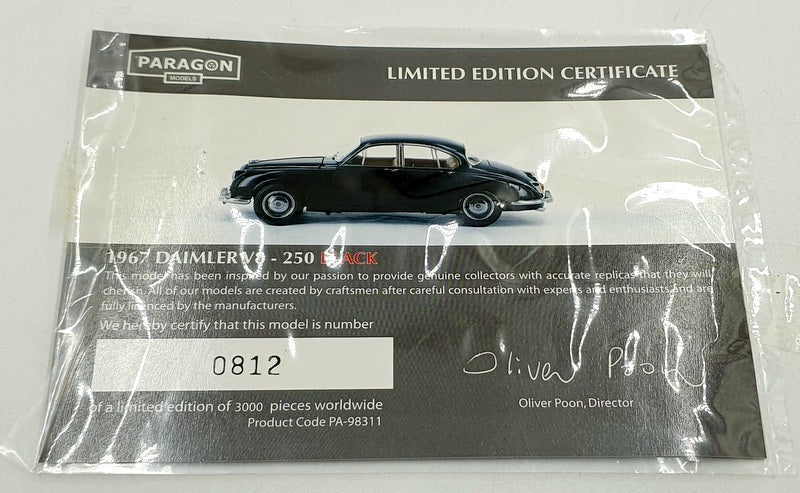 PARAGON
MODELS
LIMITED EDITION CERTIFICATE
1967 DAIMLER V8 - 250 BLACK
This model has been inspired by our passion to provide genuine collectors with accurate replicas that they will
cherish. All of our models are created by craftsmen after careful consultation with experts and enthusiasts and are
fully licenced by the manufacturers.
We hereby certify that this model is number
0812
Oliver Poon
of a limited edition of 3000 pieces worldwide
Oliver Poon, Director
Product Code PA-98311